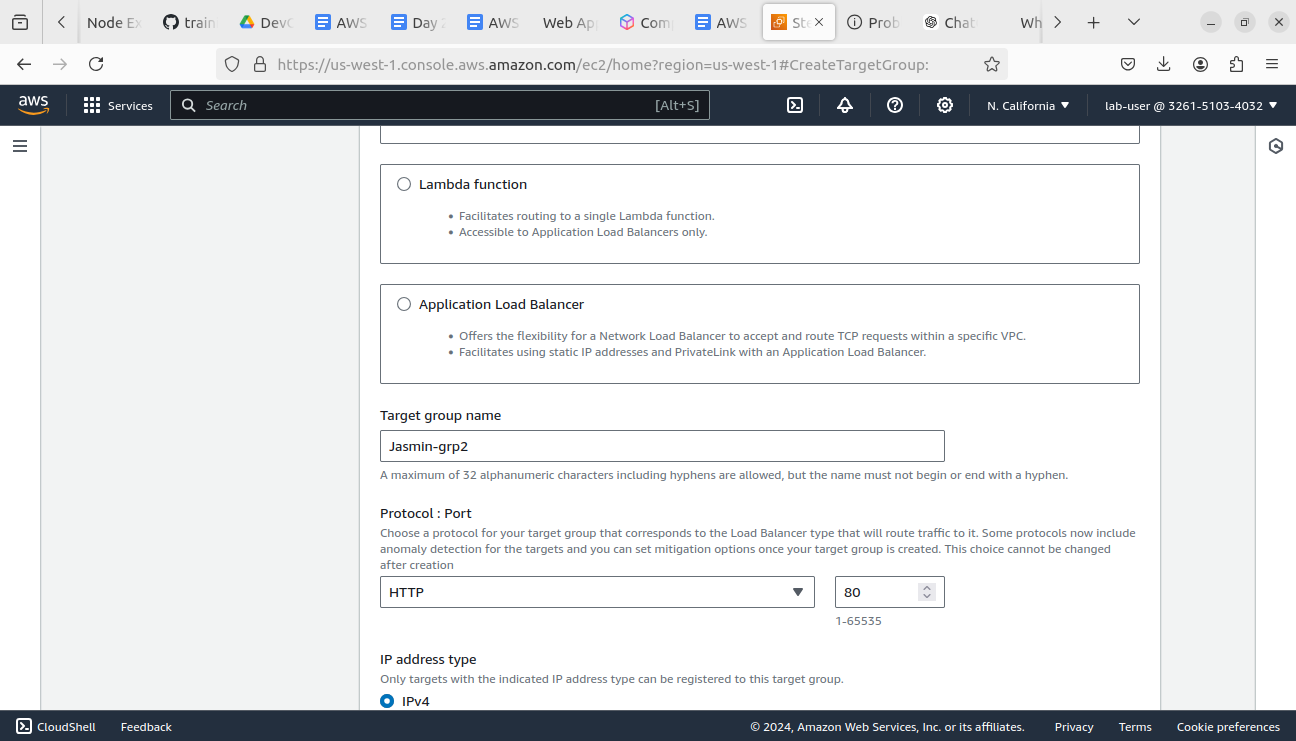 Node Ex
train
DevO
AWS
Day 2
AWS
Web App
Com
AWS
Ste
Prob
Chat
Wh
https://us-west-1.console.aws.amazon.com/ec2/home?region=us-west-1#CreateTargetGroup:
aws
Services
Search
[Alt+S]
N. California
lab-user @ 3261-5103-4032
Lambda function
• Facilitates routing to a single Lambda function.
• Accessible to Application Load Balancers only.
Application Load Balancer
• Offers the flexibility for a Network Load Balancer to accept and route TCP requests within a specific VPC.
• Facilitates using static IP addresses and PrivateLink with an Application Load Balancer.
Target group name
Jasmin-grp2
A maximum of 32 alphanumeric characters including hyphens are allowed, but the name must not begin or end with a hyphen.
Protocol : Port
Choose a protocol for your target group that corresponds to the Load Balancer type that will route traffic to it. Some protocols now include
anomaly detection for the targets and you can set mitigation options once your target group is created. This choice cannot be changed
after creation
HTTP
80
1-65535
IP address type
Only targets with the indicated IP address type can be registered to this target group.
IPv4
CloudShell
Feedback
© 2024, Amazon Web Services, Inc. or its affiliates.
Privacy
Terms
Cookie preferences